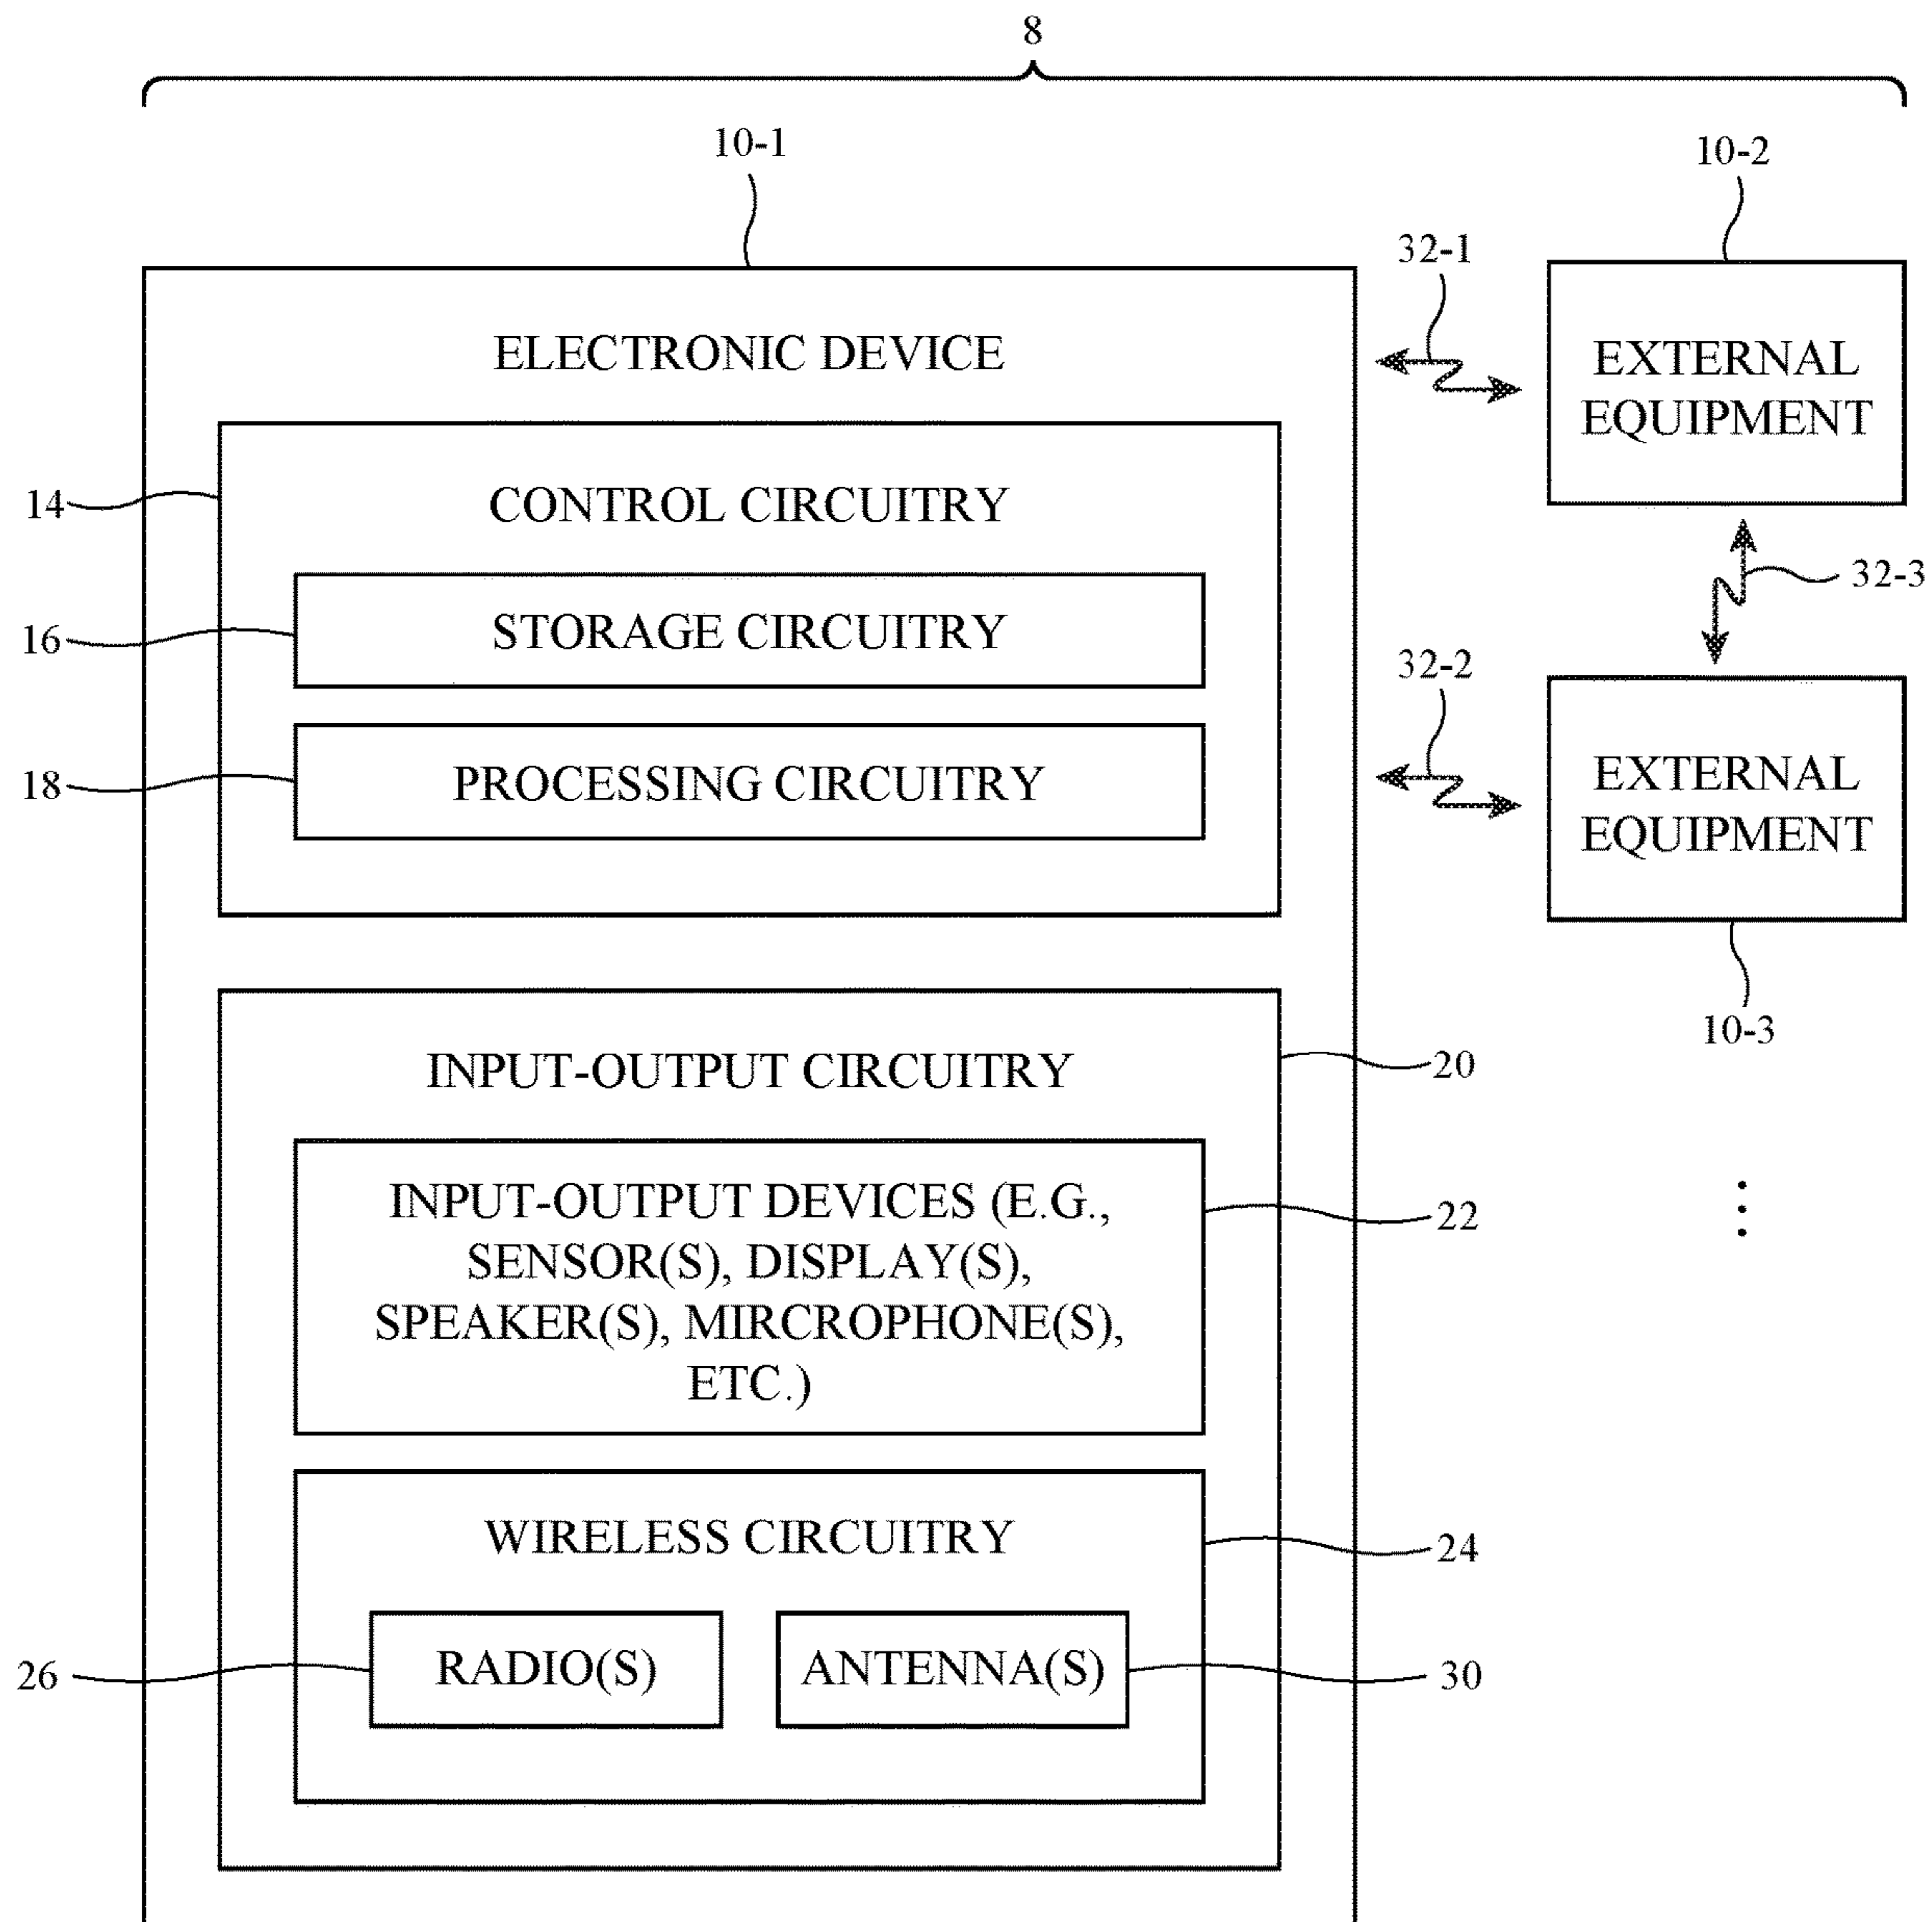 8
10-1
10-2
32-1
ELECTRONIC DEVICE
EXTERNAL
EQUIPMENT
14
CONTROL CIRCUITRY
32-3
16
STORAGE CIRCUITRY
32-2
18
PROCESSING CIRCUITRY
EXTERNAL
EQUIPMENT
10-3
INPUT-OUTPUT CIRCUITRY
20
INPUT-OUTPUT DEVICES (E.G.,
SENSOR(S), DISPLAY(S),
SPEAKER(S), MIRCROPHONE(S),
ETC.)
22
WIRELESS CIRCUITRY
24
26
RADIO(S)
ANTENNA(S)
30